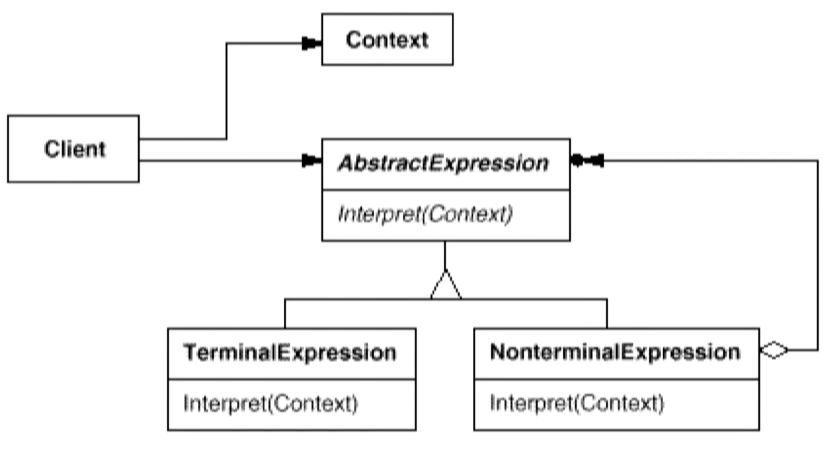 Context
Client
AbstractExpression
Interpret(Context)
TerminalExpression
Interpret(Context)
NonterminalExpression
Interpret(Context)